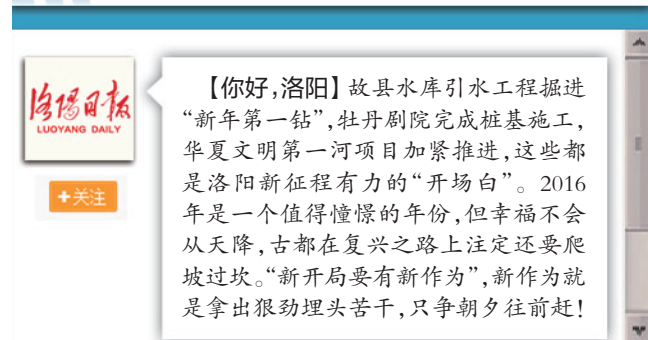 洛阳日报
LUOYANG DAILY
+关注
【你好,洛阳】故县水库引水工程掘进
“新年第一钻”,牡丹剧院完成桩基施工,
华夏文明第一河项目加紧推进,这些都
是洛阳新征程有力的“开场白”。2016
年是一个值得憧憬的年份,但幸福不会
从天降,古都在复兴之路上注定还要爬
坡过坎。“新开局要有新作为”,新作为就
是拿出狠劲埋头苦干,只争朝夕往前赶!